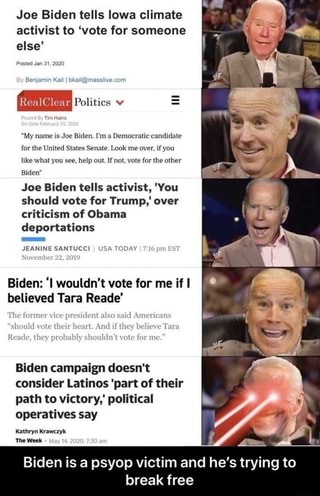 Joe Biden tells Iowa climate
activist to 'vote for someone
else'
Posted Jan 31, 2020
By Benjamin Kail | bkail@masslive.com
RealClear Politics
Posted By Tim Hains
On Date February 25, 2020
"My name is Joe Biden. I'm a Democratic candidate
for the United States Senate. Look me over, if you
like what you see, help out. If not, vote for the other
Biden"
Joe Biden tells activist, 'You
should vote for Trump,' over
criticism of Obama
deportations
JEANINE SANTUCCI | USA TODAY | 7:16 pm EST
November 22, 2019
Biden: ‘I wouldn’t vote for me if I
believed Tara Reade’
The former vice president also said Americans
"should vote their heart. And if they believe Tara
Reade, they probably shouldn't vote for me."
Biden campaign doesn't
consider Latinos 'part of their
path to victory,' political
operatives say
Kathryn Krawczyk
The Week • May 14, 2020, 7:30 am
Biden is a psyop victim and he's trying to
break free